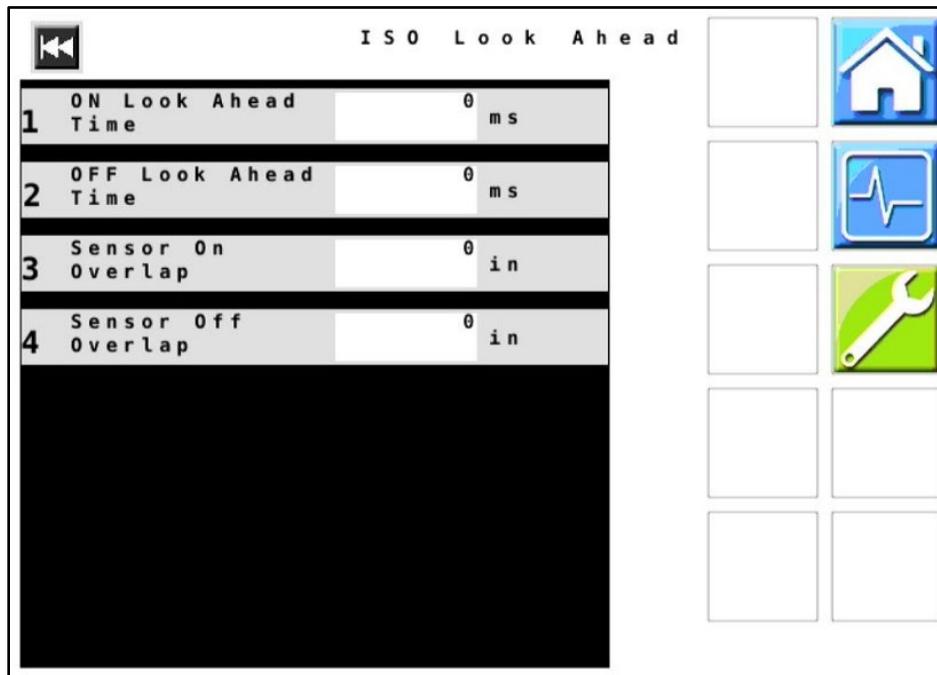 ISO Look Ahead
1 ON Look Ahead Time 0 ms
2 OFF Look Ahead Time 0 ms
3 Sensor On Overlap 0 in
4 Sensor Off Overlap 0 in